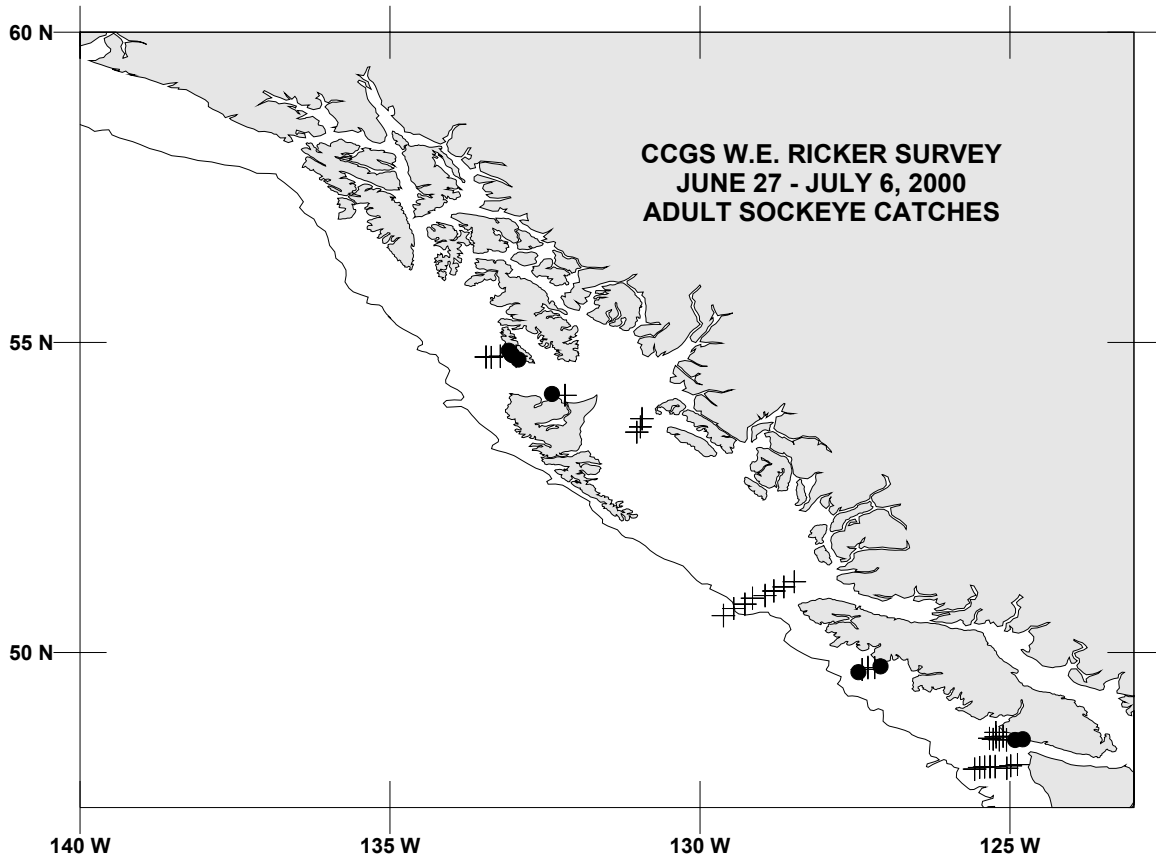 60 N
CCGS W.E. RICKER SURVEY
JUNE 27 - JULY 6, 2000
ADULT SOCKEYE CATCHES
55 N
50 N
140 W
135 W
130 W
125 W